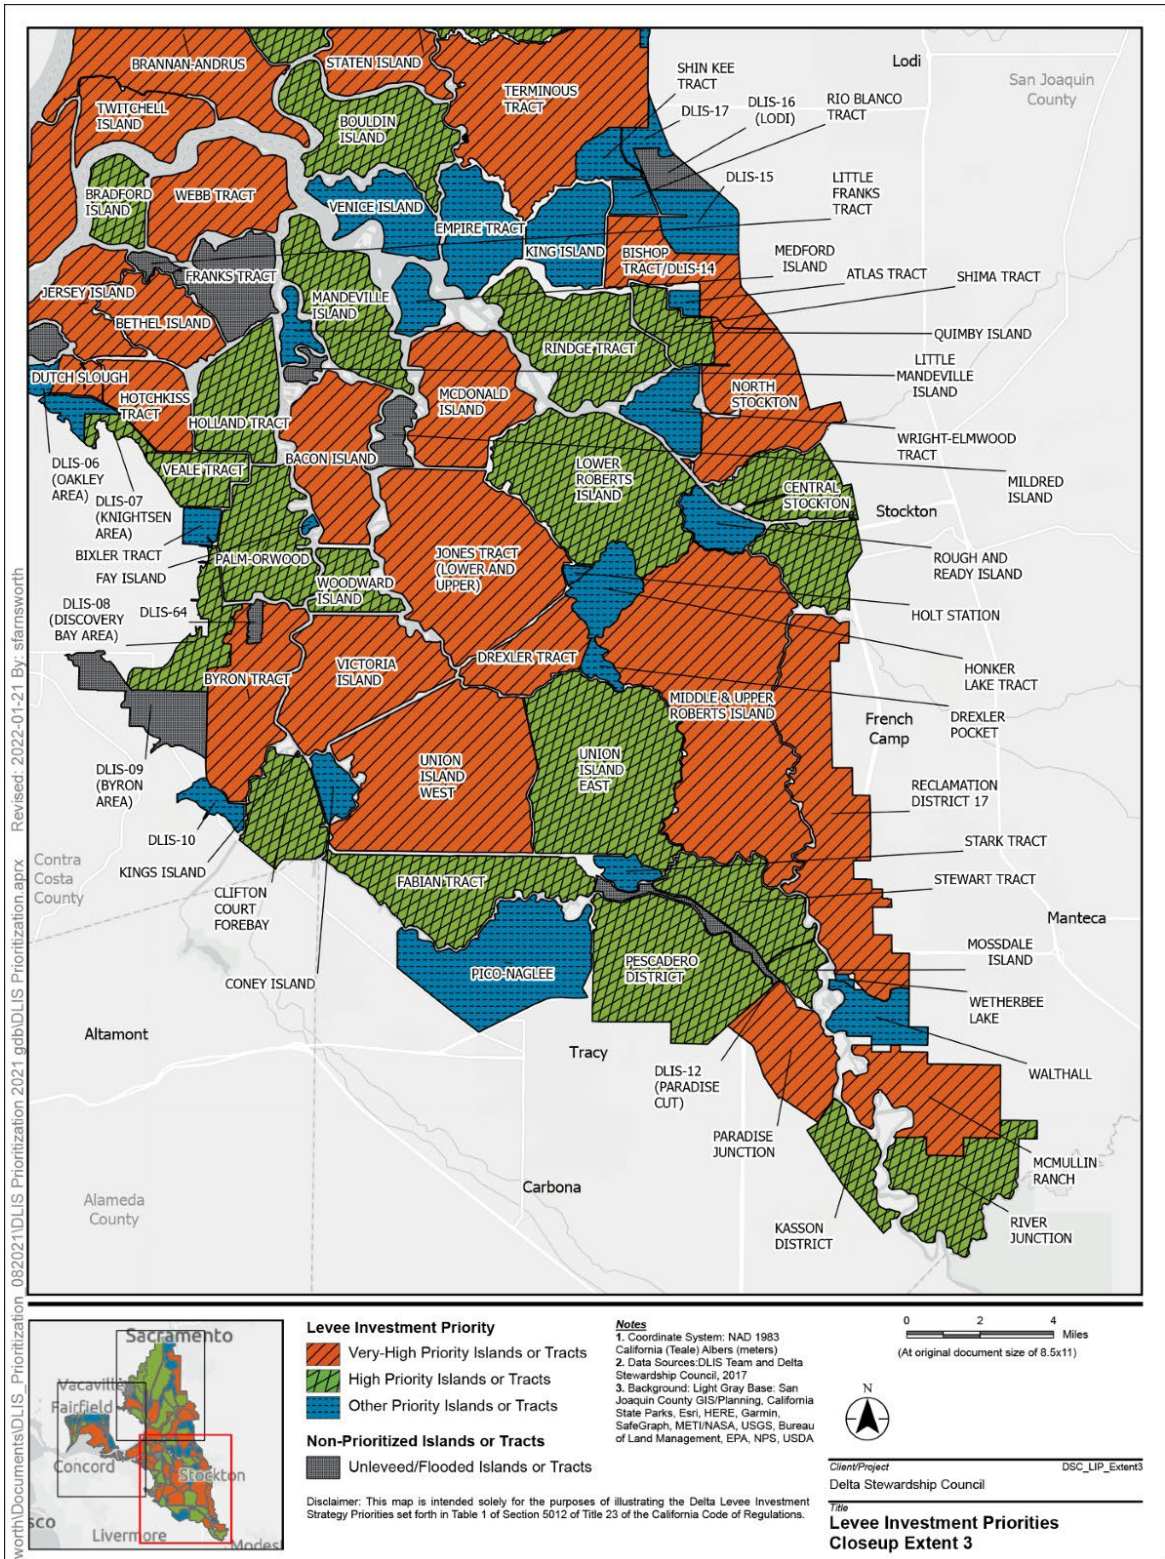 BRANNAN-ANDRUS
STATEN ISLAND
TERMINOUS
TRACT
TWITCHELL
ISLAND
BOULDIN
ISLAND
SHIN KEE
TRACT
DLIS-17
DLIS-16
(LODI)
RIO BLANCO
TRACT
Lodi
San Joaquin
County
BRADFORD
ISLAND
WEBB TRACT
VENICE ISLAND
EMPIRE TRACT
KING ISLAND
BISHOP
TRACT/DLIS-14
DLIS-15
LITTLE
FRANKS
TRACT
MEDFORD
ISLAND
ATLAS TRACT
SHIMA TRACT
FRANKS TRACT
JERSEY ISLAND
BETHEL ISLAND
MANDEVILLE
ISLAND
RINDGE TRACT
QUIMBY ISLAND
LITTLE
MANDEVILLE
ISLAND
DUTCH SLOUGH
HOTCHKISS
TRACT
HOLLAND TRACT
MCDONALD
ISLAND
NORTH
STOCKTON
WRIGHT-ELMWOOD
TRACT
VEALE TRACT
BACON ISLAND
LOWER
ROBERTS
ISLAND
CENTRAL
STOCKTON
MILDRED
ISLAND
DLIS-06
(OAKLEY
AREA)
DLIS-07
(KNIGHTSEN
AREA)
BIXLER TRACT
FAY ISLAND
PALM-ORWOOD
WOODWARD
ISLAND
JONES TRACT
(LOWER AND
UPPER)
Stockton
ROUGH AND
READY ISLAND
HOLT STATION
DLIS-08
(DISCOVERY
BAY AREA)
DLIS-64
BYRON TRACT
VICTORIA
ISLAND
DREXLER TRACT
MIDDLE & UPPER
ROBERTS ISLAND
HONKER
LAKE TRACT
DREXLER
POCKET
French
Camp
DLIS-09
(BYRON
AREA)
UNION
ISLAND
WEST
UNION
ISLAND
EAST
RECLAMATION
DISTRICT 17
DLIS-10
KINGS ISLAND
STARK TRACT
STEWART TRACT
Contra
Costa
County
CLIFTON
COURT
FOREBAY
FABIAN TRACT
Manteca
CONEY ISLAND
PICO-NAGLEE
PESCADERO
DISTRICT
MOSSDALE
ISLAND
WETHERBEE
LAKE
Altamont
Tracy
DLIS-12
(PARADISE
CUT)
WALTHALL
PARADISE
JUNCTION
MCMULLIN
RANCH
Carbona
Alameda
County
KASSON
DISTRICT
RIVER
JUNCTION
worth\Documents\DLIS_Prioritization_082021\DLIS Prioritization 2021 gdb\DLIS Prioritization.aprx Revised: 2022-01-21 By: sfarnsworth
Sacramento
Vacaville
Fairfield
Concord
Stockton
sco
Livermore
Modes
Levee Investment Priority
Very-High Priority Islands or Tracts
High Priority Islands or Tracts
Other Priority Islands or Tracts
Non-Prioritized Islands or Tracts
Unleveed/Flooded Islands or Tracts
Disclaimer: This map is intended solely for the purposes of illustrating the Delta Levee Investment
Strategy Priorities set forth in Table 1 of Section 5012 of Title 23 of the California Code of Regulations.
Notes
1. Coordinate System: NAD 1983
California (Teale) Albers (meters)
2. Data Sources:DLIS Team and Delta
Stewardship Council, 2017
3. Background: Light Gray Base: San
Joaquin County GIS/Planning, California
State Parks, Esri, HERE, Garmin,
SafeGraph, METI/NASA, USGS, Bureau
of Land Management, EPA, NPS, USDA
0 2 4
Miles
(At original document size of 8.5x11)
N
Client/Project DSC_LIP_Extent3
Delta Stewardship Council
Title
Levee Investment Priorities
Closeup Extent 3